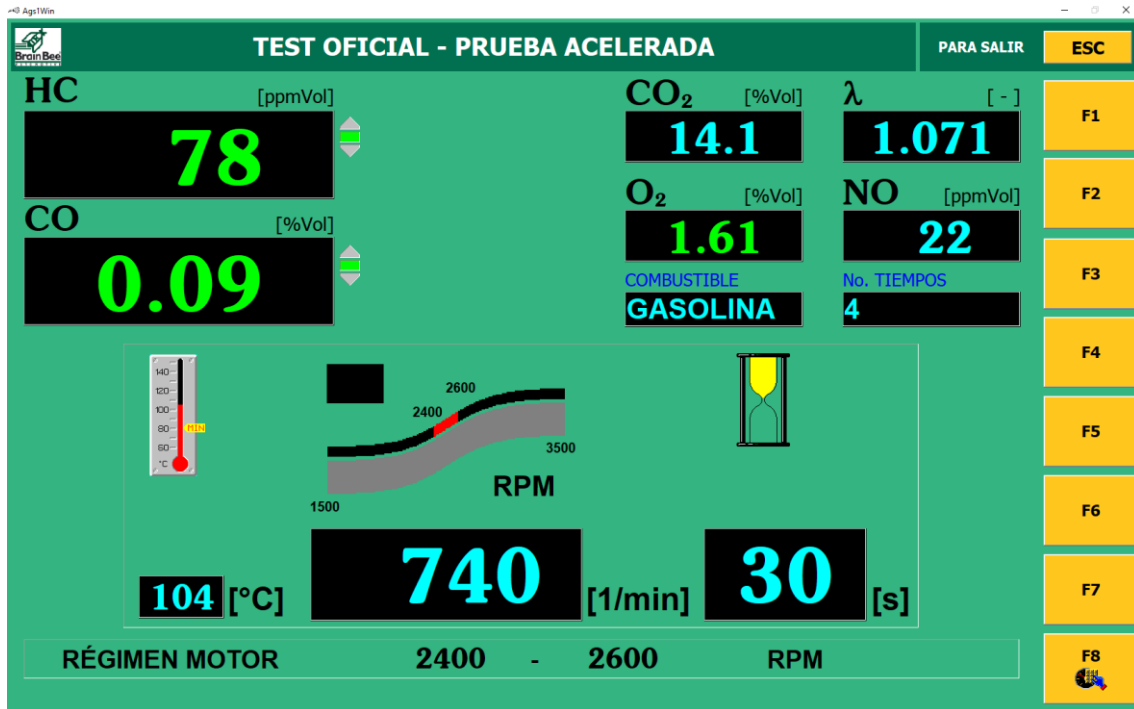 Ags1Win
BrainBee
AUTOMOTIVE
TEST OFICIAL - PRUEBA ACELERADA
PARA SALIR
ESC
HC [ppmVol]
78
CO [%Vol]
0.09
CO₂ [%Vol]
14.1
λ [ - ]
1.071
O₂ [%Vol]
1.61
NO [ppmVol]
22
COMBUSTIBLE
GASOLINA
No. TIEMPOS
4
140
120
100
80 MIN
60
°C
2600
2400
3500
1500
RPM
104 [°C]
740 [1/min]
30 [s]
RÉGIMEN MOTOR 2400 - 2600 RPM
F1
F2
F3
F4
F5
F6
F7
F8